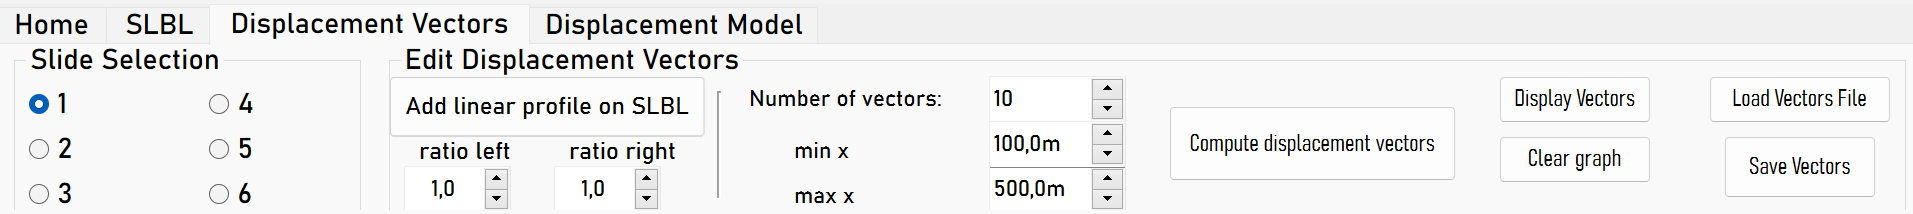 Home SLBL Displacement Vectors Displacement Model
Slide Selection
1 4
2 5
3 6
Edit Displacement Vectors
Add linear profile on SLBL
ratio left ratio right
1,0 1,0
Number of vectors: 10
min x 100,0m
max x 500,0m
Compute displacement vectors
Display Vectors
Clear graph
Load Vectors File
Save Vectors